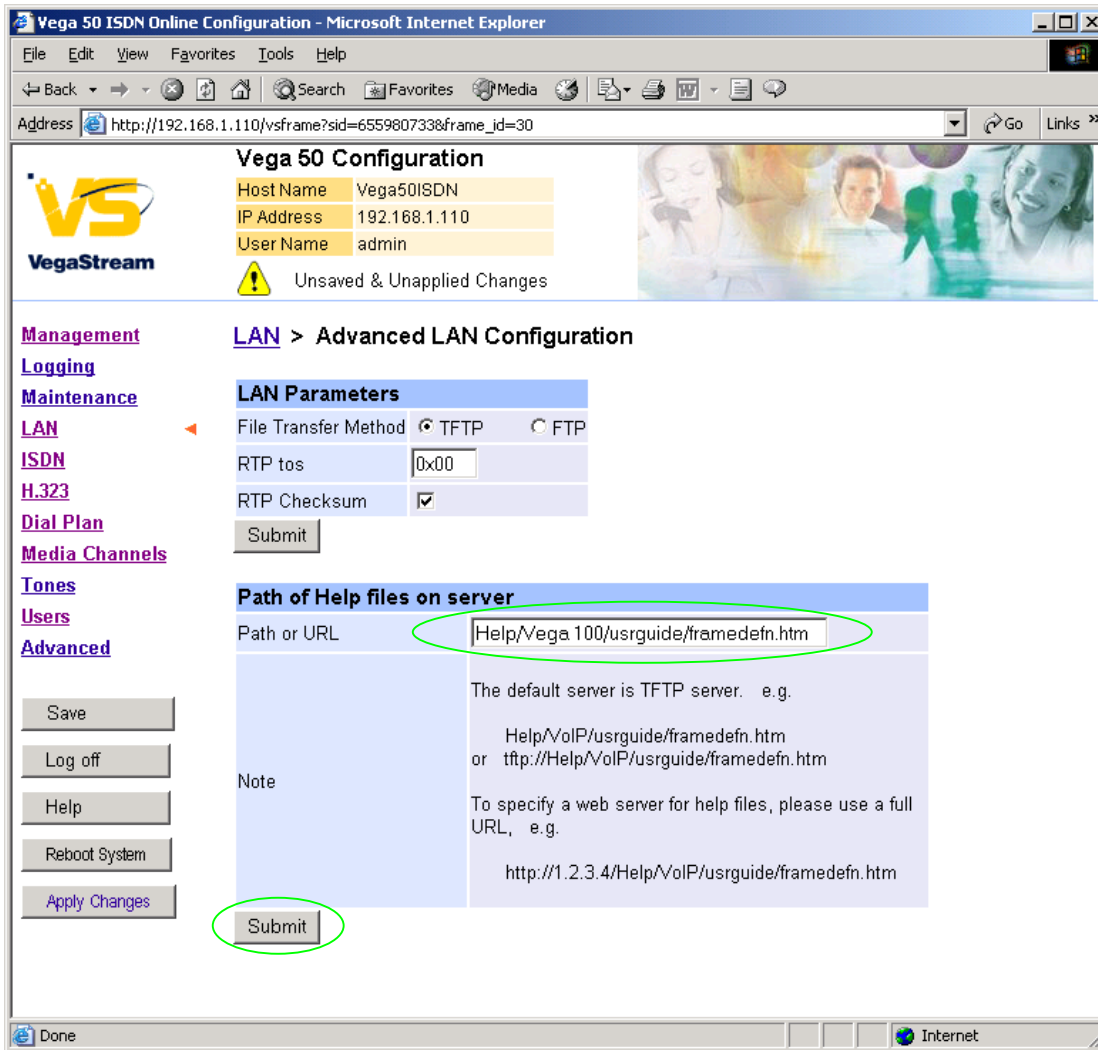 Vega 50 ISDN Online Configuration - Microsoft Internet Explorer
File Edit View Favorites Tools Help
Back Search Favorites Media
Address http://192.168.1.110/vsframe?sid=655980733&frame_id=30 Go Links »
VS
VegaStream
Vega 50 Configuration
Host Name Vega50ISDN
IP Address 192.168.1.110
User Name admin
Unsaved & Unapplied Changes
Management
Logging
Maintenance
LAN
ISDN
H.323
Dial Plan
Media Channels
Tones
Users
Advanced
Save
Log off
Help
Reboot System
Apply Changes
LAN > Advanced LAN Configuration
LAN Parameters
File Transfer Method TFTP FTP
RTP tos 0x00
RTP Checksum
Submit
Path of Help files on server
Path or URL Help/Vega100/usrguide/framedefn.htm
Note
The default server is TFTP server. e.g.
Help/VoIP/usrguide/framedefn.htm
or tftp://Help/VoIP/usrguide/framedefn.htm
To specify a web server for help files, please use a full
URL, e.g.
http://1.2.3.4/Help/VoIP/usrguide/framedefn.htm
Submit
Done Internet